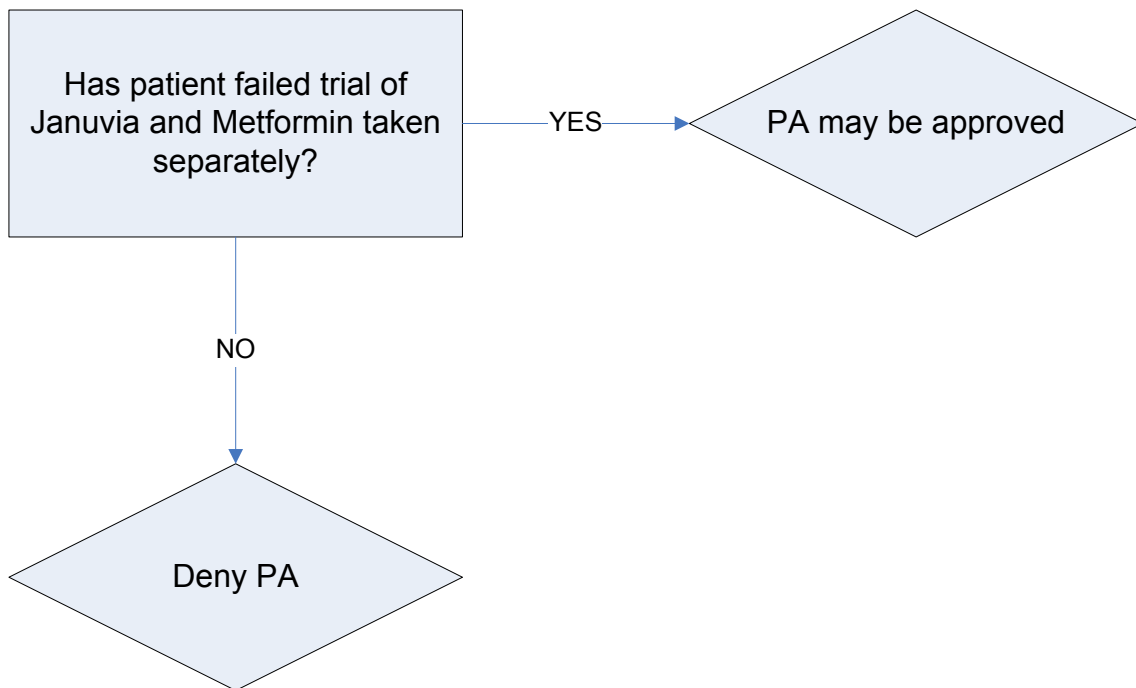 Has patient failed trial of
Januvia and Metformin taken
separately?
YES
PA may be approved
NO
Deny PA